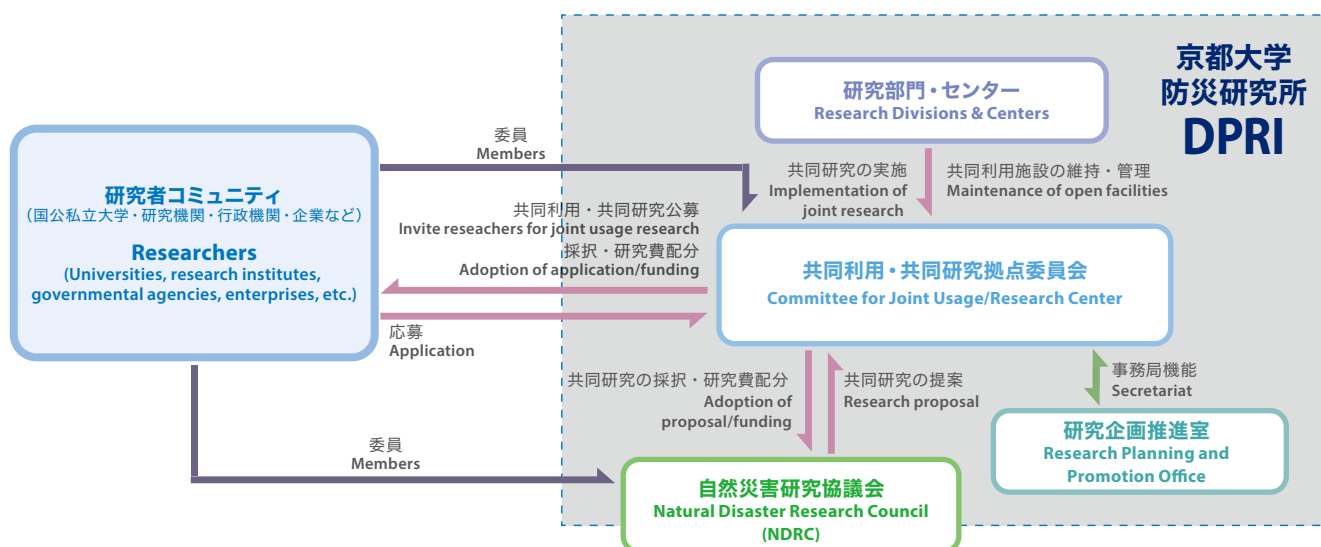 京都大学
防災研究所
DPRI
研究部門・センター
Research Divisions & Centers
委員
Members
共同研究の実施
Implementation of
joint research
共同利用施設の維持・管理
Maintenance of open facilities
研究者コミュニティ
（国公私立大学・研究機関・行政機関・企業など）
Researchers
(Universities, research institutes,
governmental agencies, enterprises, etc.)
共同利用・共同研究公募
Invite reseachers for joint usage research
採択・研究費配分
Adoption of application/funding
共同利用・共同研究拠点委員会
Committee for Joint Usage/Research Center
応募
Application
共同研究の採択・研究費配分
Adoption of
proposal/funding
共同研究の提案
Research proposal
事務局機能
Secretariat
研究企画推進室
Research Planning and
Promotion Office
委員
Members
自然災害研究協議会
Natural Disaster Research Council
(NDRC)